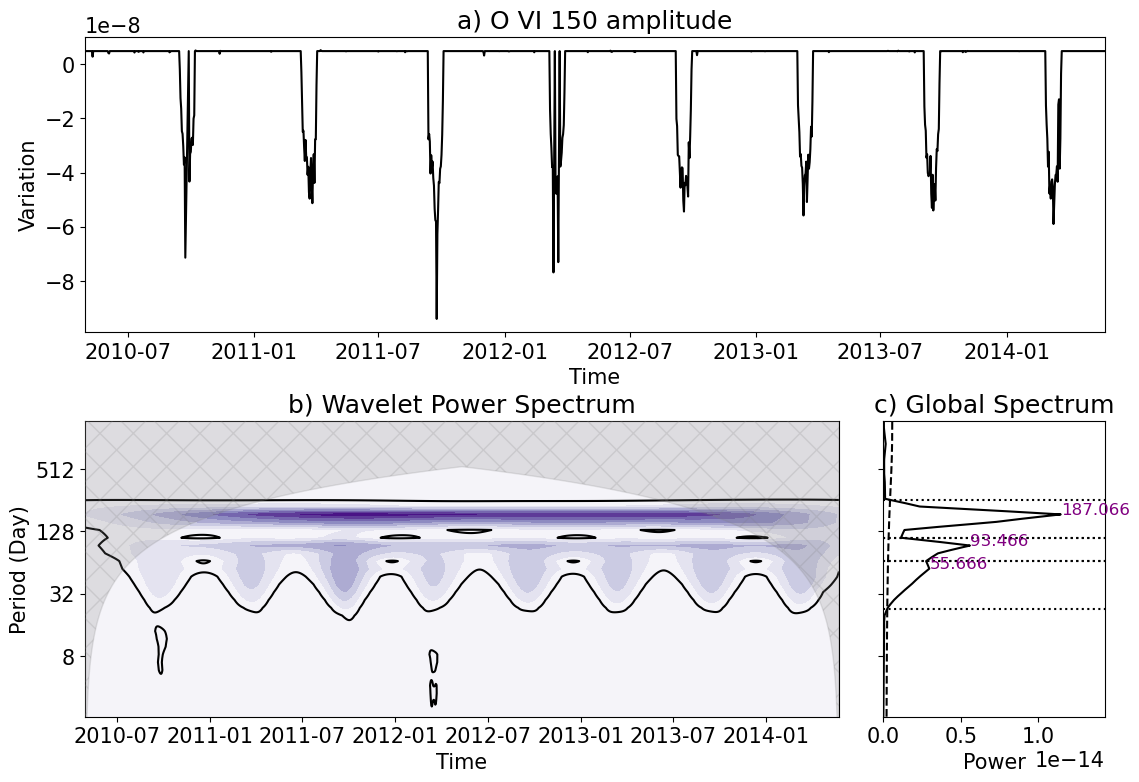 a) O VI 150 amplitude
1e−8
0
−2
−4
−6
−8
Variation
2010-07 2011-01 2011-07 2012-01 2012-07 2013-01 2013-07 2014-01
Time
b) Wavelet Power Spectrum
512
128
32
8
Period (Day)
2010-07 2011-01 2011-07 2012-01 2012-07 2013-01 2013-07 2014-01
Time
c) Global Spectrum
187.066
93.466
55.666
0.0 0.5 1.0
Power 1e−14